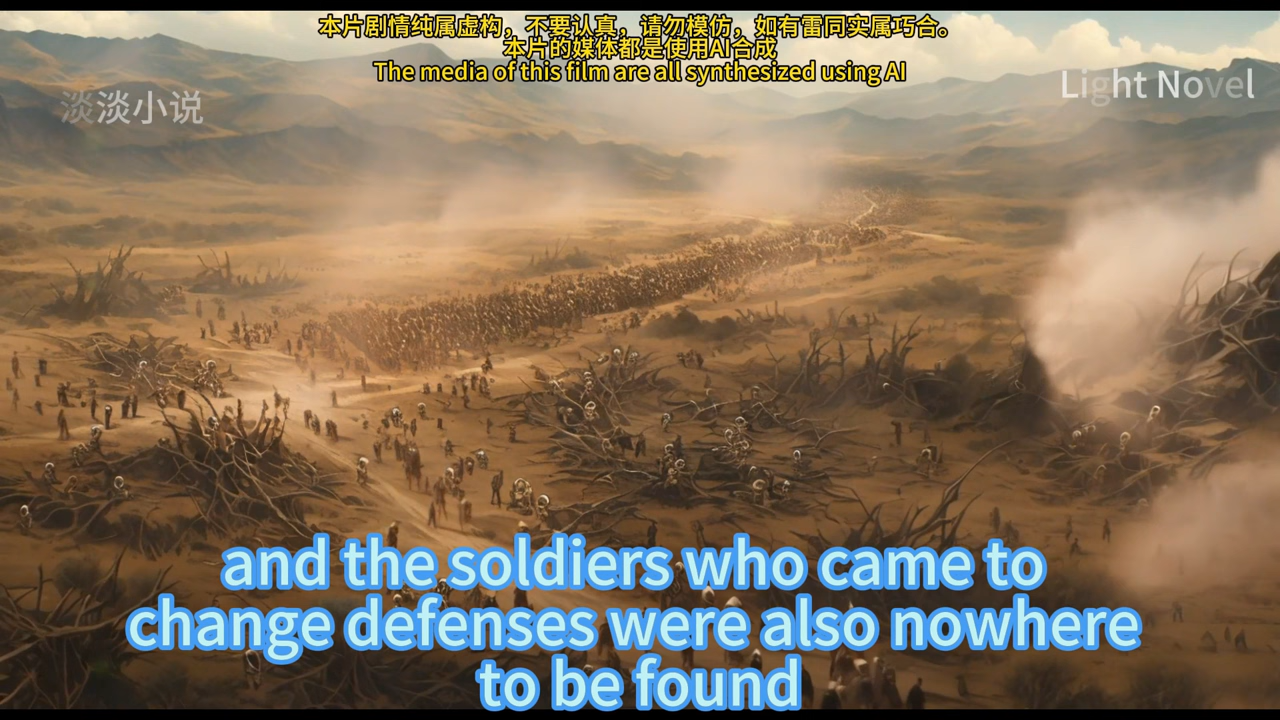 本片剧情纯属虚构，不要认真，请勿模仿，如有雷同实属巧合。
本片的媒体都是使用AI合成
The media of this film are all synthesized using AI
Light Novel
淡淡小说
and the soldiers who came to
change defenses were also nowhere
to be found